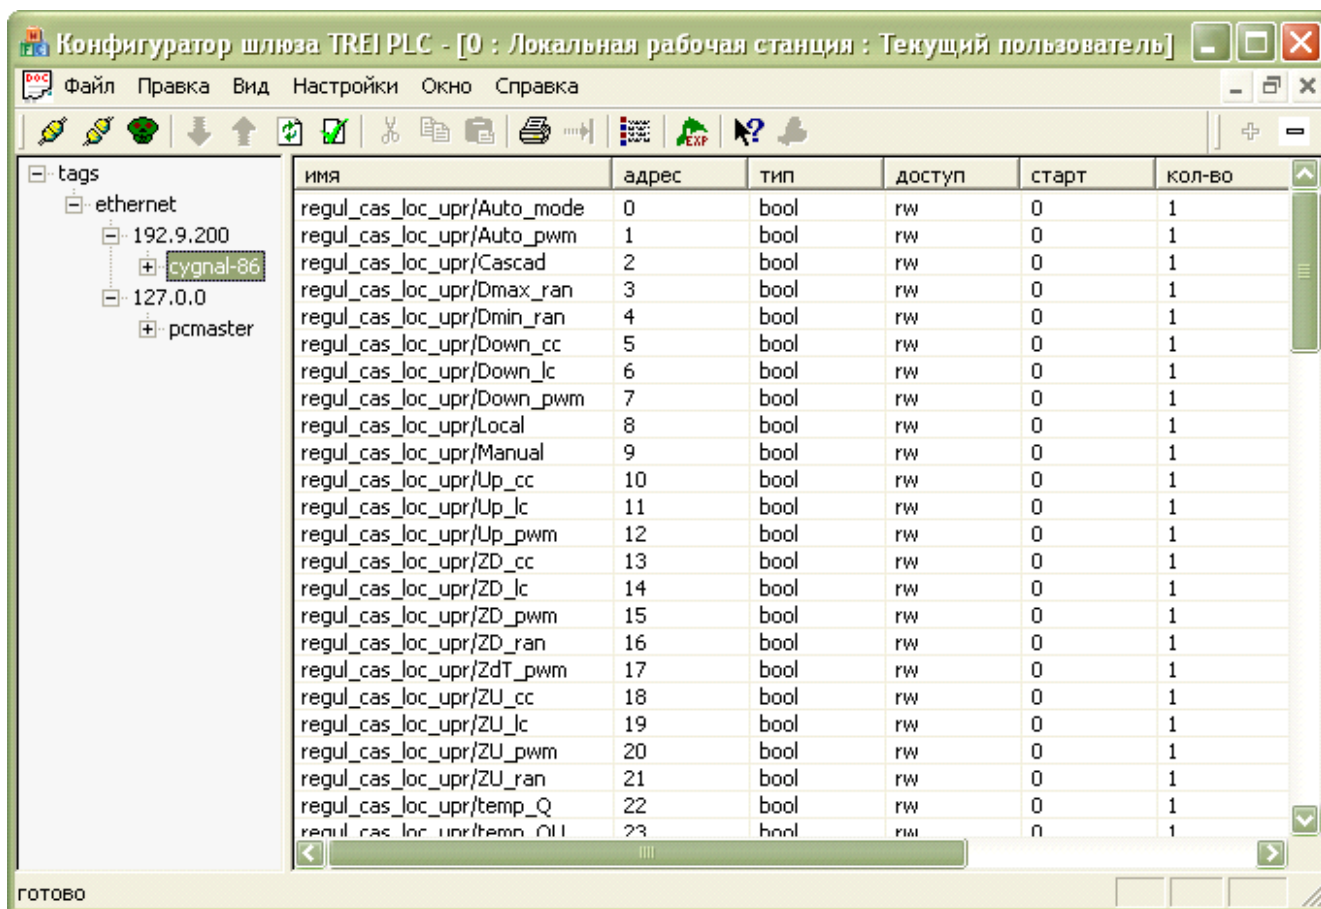 Конфигуратор шлюза TREI PLC - [0 : Локальная рабочая станция : Текущий пользователь]
Файл Правка Вид Настройки Окно Справка
EXP
tags
ethernet
192.9.200
cygnal-86
127.0.0
pcmaster
имя адрес тип доступ старт кол-во
regul_cas_loc_upr/Auto_mode 0 bool rw 0 1
regul_cas_loc_upr/Auto_pwm 1 bool rw 0 1
regul_cas_loc_upr/Cascad 2 bool rw 0 1
regul_cas_loc_upr/Dmax_ran 3 bool rw 0 1
regul_cas_loc_upr/Dmin_ran 4 bool rw 0 1
regul_cas_loc_upr/Down_cc 5 bool rw 0 1
regul_cas_loc_upr/Down_lc 6 bool rw 0 1
regul_cas_loc_upr/Down_pwm 7 bool rw 0 1
regul_cas_loc_upr/Local 8 bool rw 0 1
regul_cas_loc_upr/Manual 9 bool rw 0 1
regul_cas_loc_upr/Up_cc 10 bool rw 0 1
regul_cas_loc_upr/Up_lc 11 bool rw 0 1
regul_cas_loc_upr/Up_pwm 12 bool rw 0 1
regul_cas_loc_upr/ZD_cc 13 bool rw 0 1
regul_cas_loc_upr/ZD_lc 14 bool rw 0 1
regul_cas_loc_upr/ZD_pwm 15 bool rw 0 1
regul_cas_loc_upr/ZD_ran 16 bool rw 0 1
regul_cas_loc_upr/ZdT_pwm 17 bool rw 0 1
regul_cas_loc_upr/ZU_cc 18 bool rw 0 1
regul_cas_loc_upr/ZU_lc 19 bool rw 0 1
regul_cas_loc_upr/ZU_pwm 20 bool rw 0 1
regul_cas_loc_upr/ZU_ran 21 bool rw 0 1
regul_cas_loc_upr/temp_Q 22 bool rw 0 1
regul_cas_loc_upr/temp_QU 23 bool rw 0 1
готово